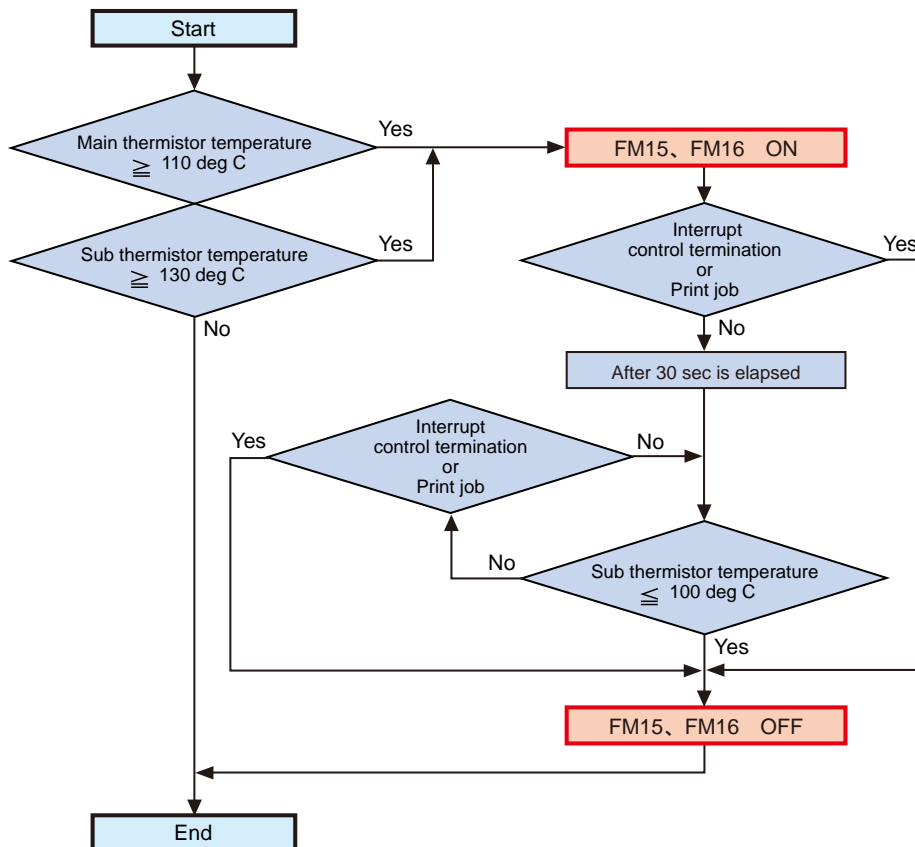 Start
Main thermistor temperature
≧ 110 deg C
Yes
FM15、FM16 ON
Sub thermistor temperature
≧ 130 deg C
Yes
No
Interrupt
control termination
or
Print job
Yes
No
After 30 sec is elapsed
Interrupt
control termination
or
Print job
Yes
No
Sub thermistor temperature
≦ 100 deg C
No
Yes
FM15、FM16 OFF
End